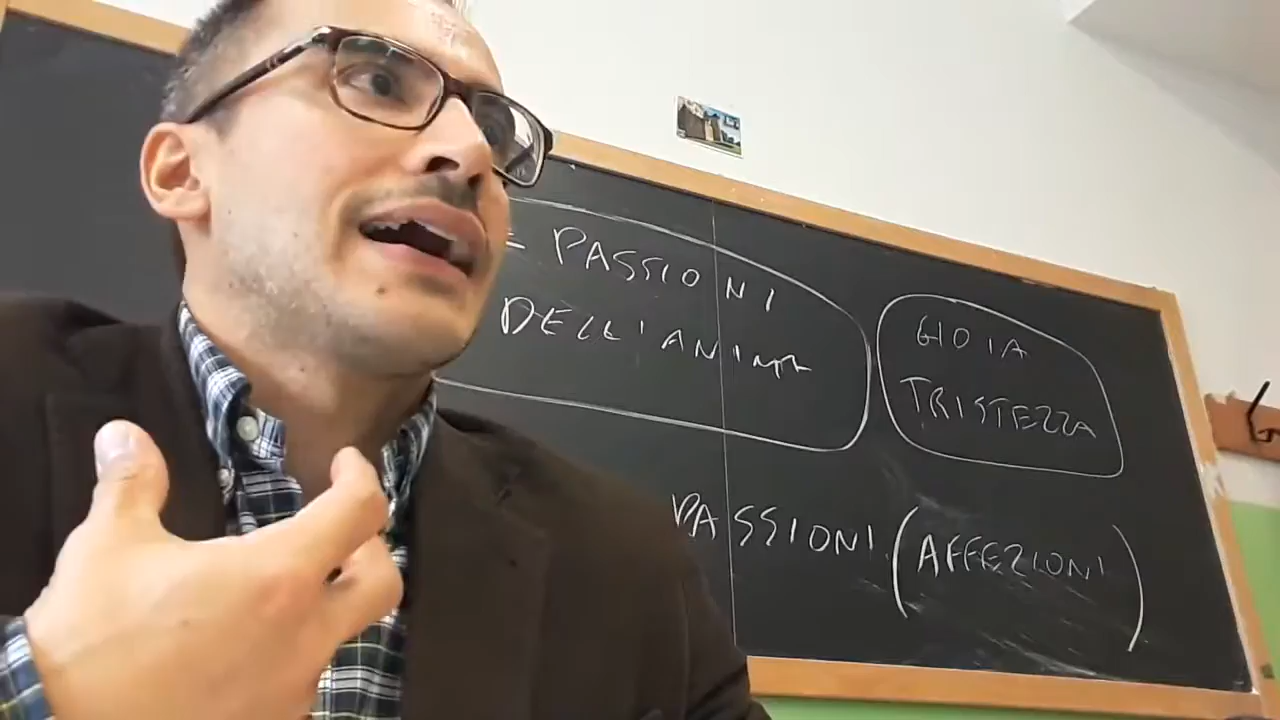 PASSIONI
DELL'ANIMA
GIOIA
TRISTEZZA
PASSIONI (AFFEZIONI)